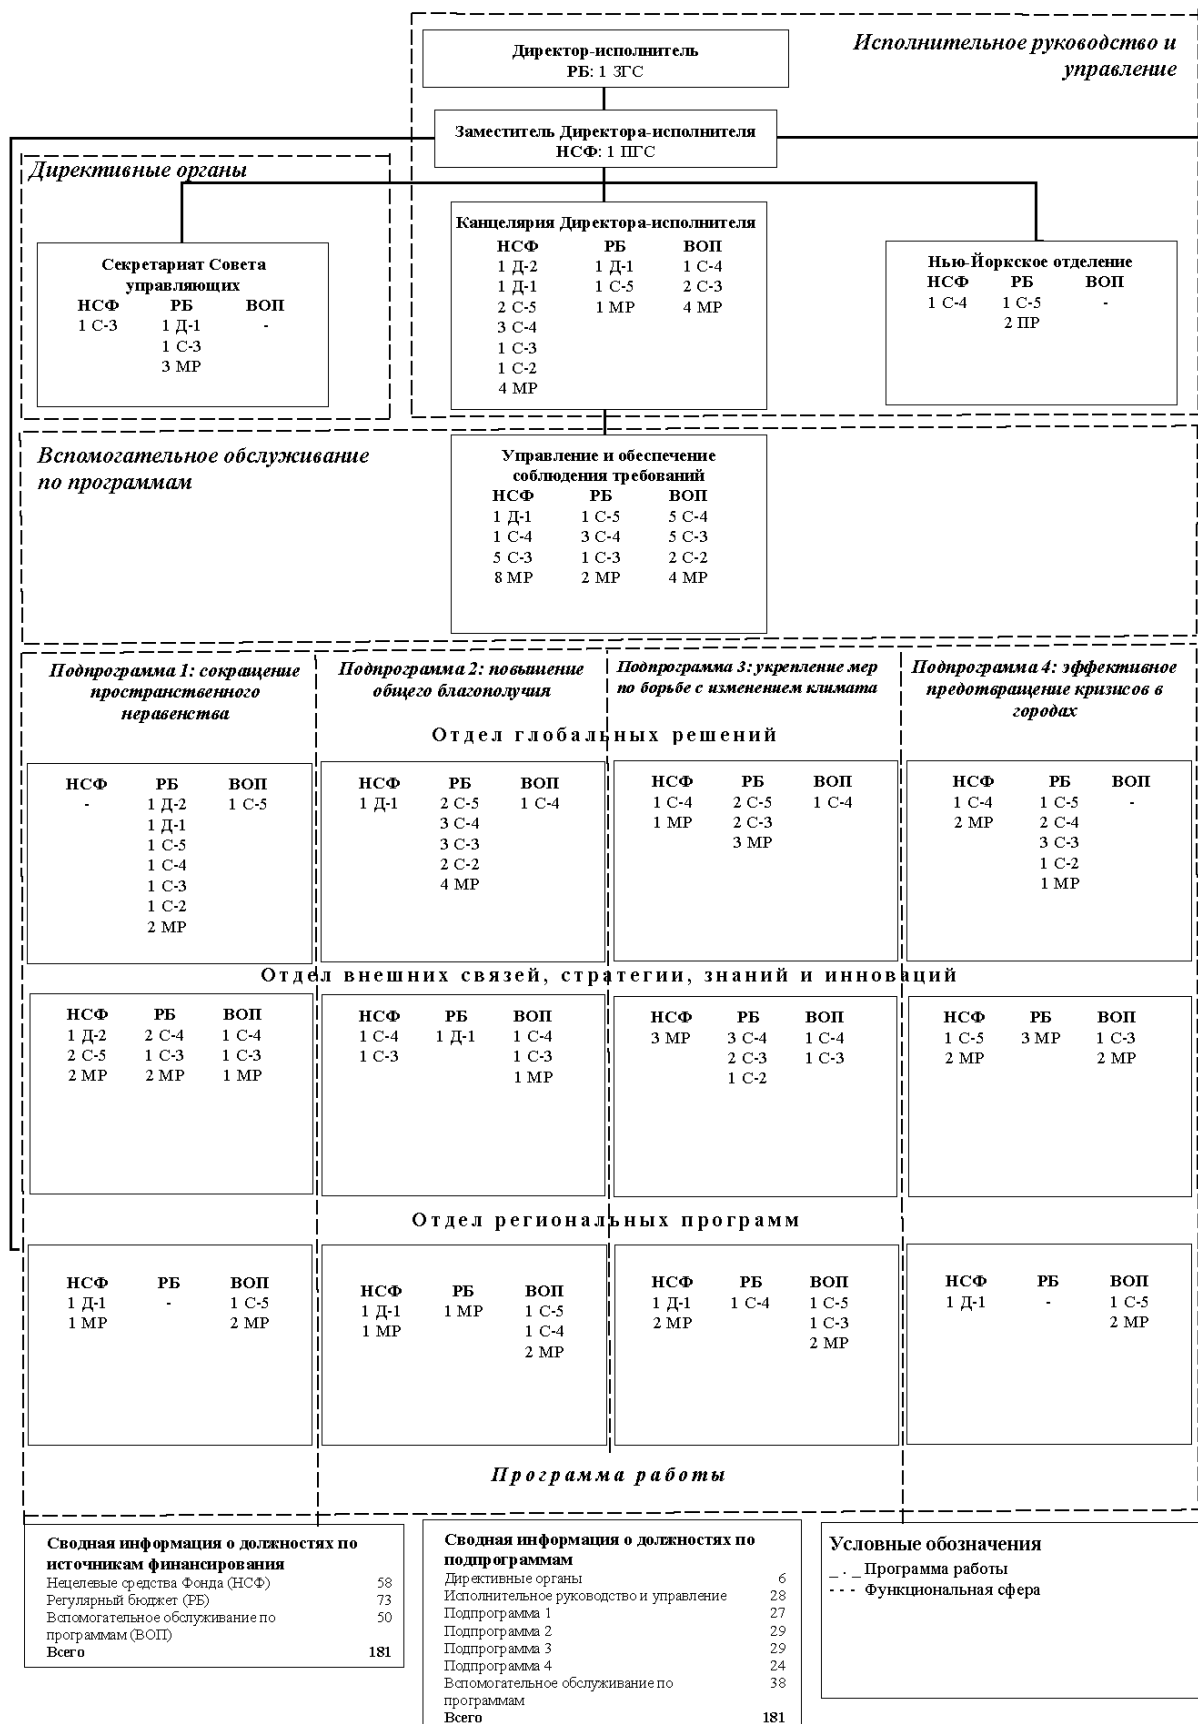 Исполнительное руководство и
управление
Директор-исполнитель
РБ: 1 ЗГС
Заместитель Директора-исполнителя
НСФ: 1 ПГС
Директивные органы
Секретариат Совета
управляющих
НСФ РБ ВОП
1 С-3 1 Д-1 -
1 С-3
3 МР
Канцелярия Директора-исполнителя
НСФ РБ ВОП
1 Д-2 1 Д-1 1 С-4
1 Д-1 1 С-5 2 С-3
2 С-5 1 МР 4 МР
3 С-4
1 С-3
1 С-2
4 МР
Нью-Йоркское отделение
НСФ РБ ВОП
1 С-4 1 С-5 -
2 ПР
Вспомогательное обслуживание
по программам
Управление и обеспечение
соблюдения требований
НСФ РБ ВОП
1 Д-1 1 С-5 5 С-4
1 С-4 3 С-4 5 С-3
5 С-3 1 С-3 2 С-2
8 МР 2 МР 4 МР
Подпрограмма 1: сокращение
пространственного
неравенства
Подпрограмма 2: повышение
общего благополучия
Подпрограмма 3: укрепление мер
по борьбе с изменением климата
Подпрограмма 4: эффективное
предотвращение кризисов в
городах
Отдел глобальных решений
НСФ РБ ВОП
- 1 Д-2 1 С-5
1 Д-1
1 С-5
1 С-4
1 С-3
1 С-2
2 МР
НСФ РБ ВОП
1 Д-1 2 С-5 1 С-4
3 С-4
3 С-3
2 С-2
4 МР
НСФ РБ ВОП
1 С-4 2 С-5 1 С-4
1 МР 2 С-3
3 МР
НСФ РБ ВОП
1 С-4 1 С-5 -
2 МР 2 С-4
3 С-3
1 С-2
1 МР
Отдел внешних связей, стратегии, знаний и инноваций
НСФ РБ ВОП
1 Д-2 2 С-4 1 С-4
2 С-5 1 С-3 1 С-3
2 МР 2 МР 1 МР
НСФ РБ ВОП
1 С-4 1 Д-1 1 С-4
1 С-3 1 С-3
1 МР
НСФ РБ ВОП
3 МР 3 С-4 1 С-4
2 С-3 1 С-3
1 С-2
НСФ РБ ВОП
1 С-5 3 МР 1 С-3
2 МР 2 МР
Отдел региональных программ
НСФ РБ ВОП
1 Д-1 - 1 С-5
1 МР 2 МР
НСФ РБ ВОП
1 Д-1 1 МР 1 С-5
1 МР 1 С-4
2 МР
НСФ РБ ВОП
1 Д-1 1 С-4 1 С-5
2 МР 1 С-3
2 МР
НСФ РБ ВОП
1 Д-1 - 1 С-5
2 МР
Программа работы
Сводная информация о должностях по
источникам финансирования
Нецелевые средства Фонда (НСФ) 58
Регулярный бюджет (РБ) 73
Вспомогательное обслуживание по 50
программам (ВОП)
Всего 181
Сводная информация о должностях по
подпрограммам
Директивные органы 6
Исполнительное руководство и управление 28
Подпрограмма 1 27
Подпрограмма 2 29
Подпрограмма 3 29
Подпрограмма 4 24
Вспомогательное обслуживание по 38
программам
Всего 181
Условные обозначения
_ . _ Программа работы
- - - Функциональная сфера